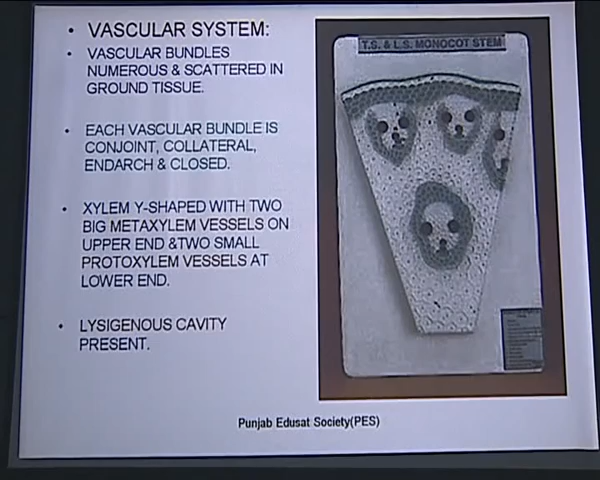 • VASCULAR SYSTEM:
• VASCULAR BUNDLES
NUMEROUS & SCATTERED IN
GROUND TISSUE.
• EACH VASCULAR BUNDLE IS
CONJOINT, COLLATERAL,
ENDARCH & CLOSED.
• XYLEM Y-SHAPED WITH TWO
BIG METAXYLEM VESSELS ON
UPPER END &TWO SMALL
PROTOXYLEM VESSELS AT
LOWER END.
• LYSIGENOUS CAVITY
PRESENT.
T.S. & L.S. MONOCOT STEM
Punjab Edusat Society(PES)